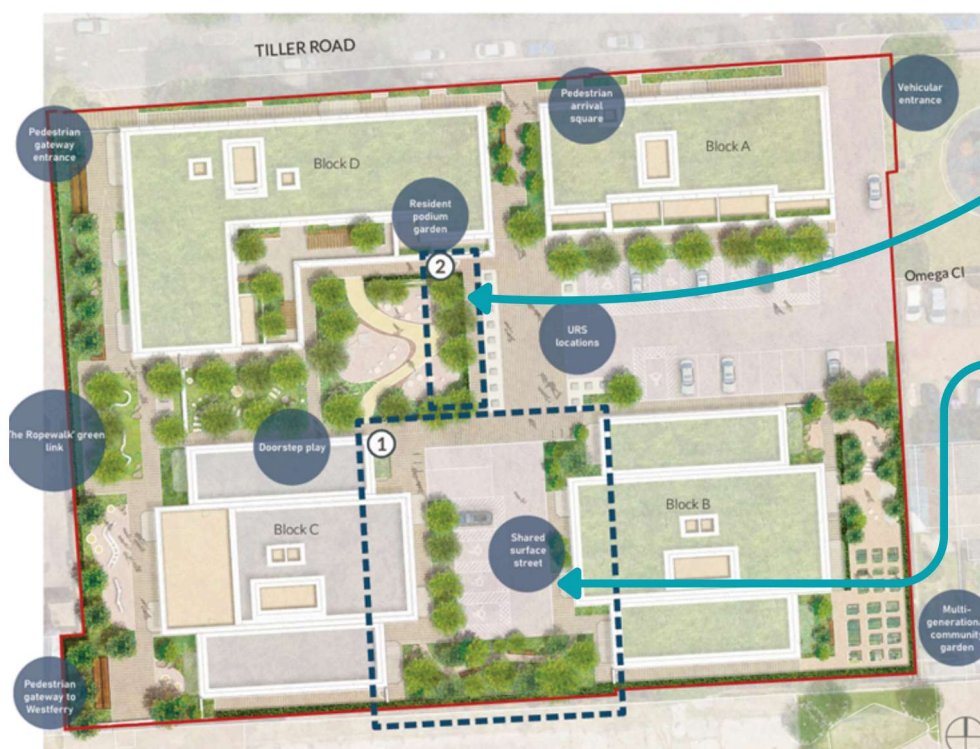 TILLER ROAD
Pedestrian
gateway
entrance
Pedestrian
arrival
square
Vehicular
entrance
Block D
Block A
Resident
podium
garden
2
Omega Cl
URS
locations
'The Ropewalk' green
link
Doorstep play
1
Block C
Block B
Shared
surface
street
Multi-
generational
community
garden
Pedestrian
gateway to
Westferry